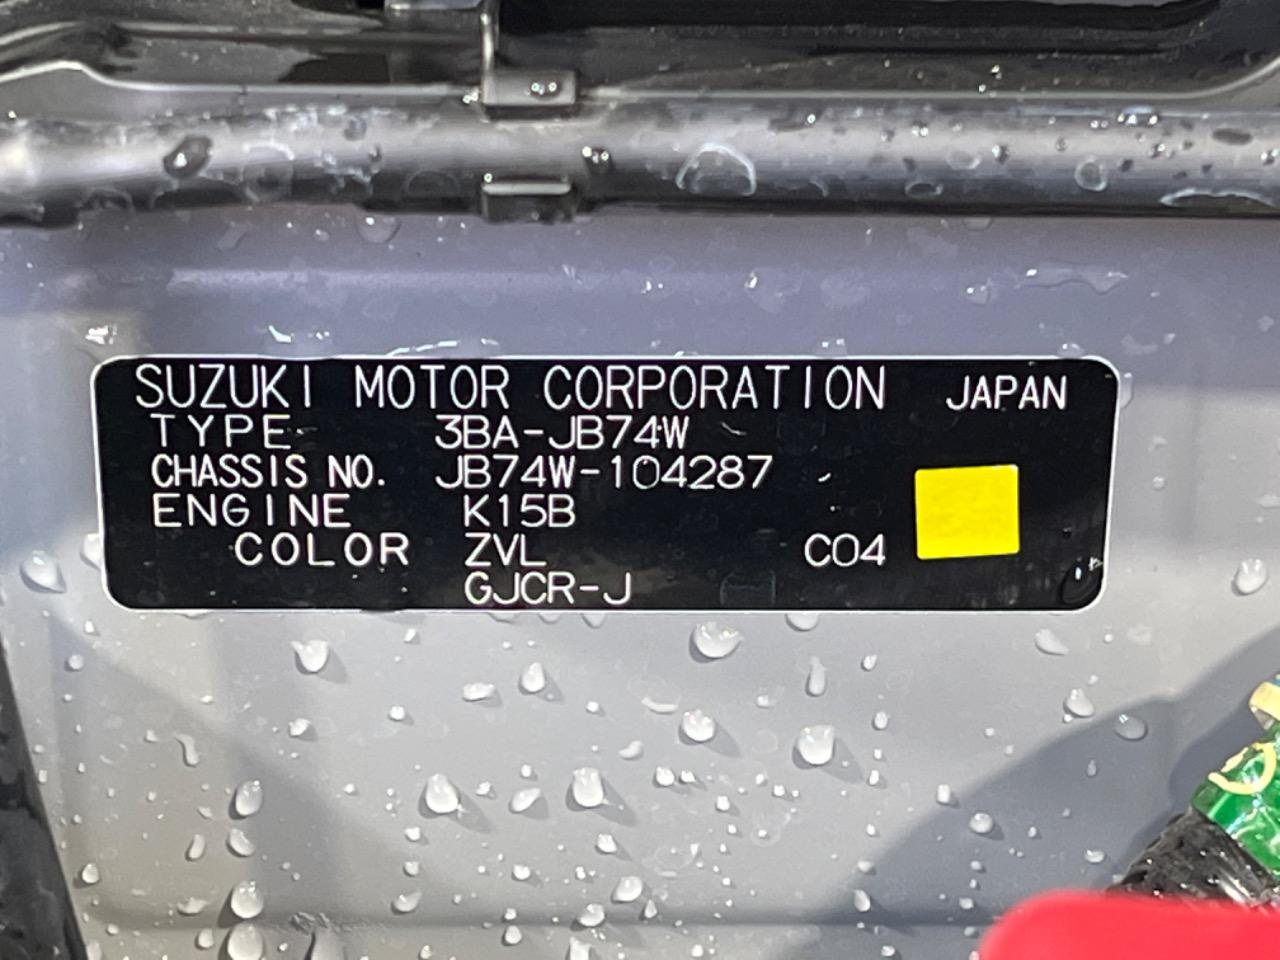 SUZUKI MOTOR CORPORATION JAPAN
TYPE 3BA-JB74W
CHASSIS NO. JB74W-104287
ENGINE K15B
COLOR ZVL C04
GJCR-J